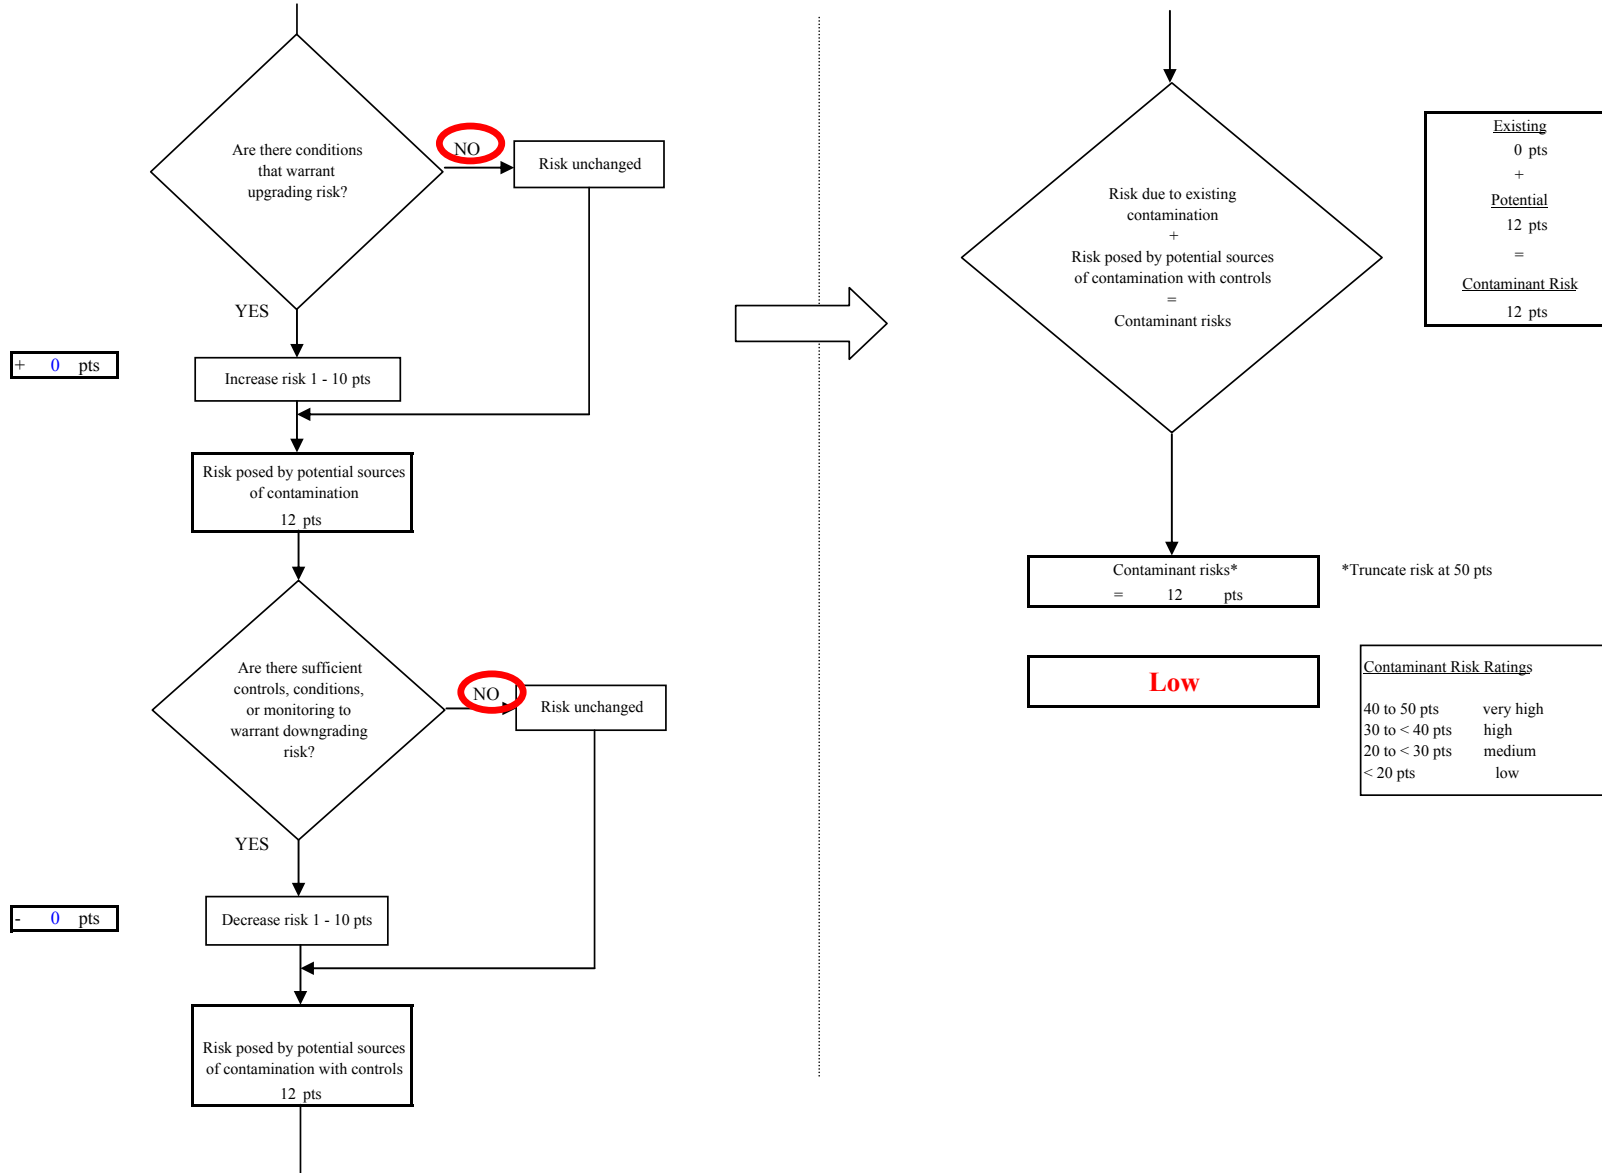 Are there conditions
that warrant
upgrading risk?
NO
Risk unchanged
YES
+ 0 pts
Increase risk 1 - 10 pts
Risk posed by potential sources
of contamination
12 pts
Are there sufficient
controls, conditions,
or monitoring to
warrant downgrading
risk?
NO
Risk unchanged
YES
- 0 pts
Decrease risk 1 - 10 pts
Risk posed by potential sources
of contamination with controls
12 pts
Risk due to existing
contamination
+
Risk posed by potential sources
of contamination with controls
=
Contaminant risks
Existing
0 pts
+
Potential
12 pts
=
Contaminant Risk
12 pts
Contaminant risks*
= 12 pts
*Truncate risk at 50 pts
Low
Contaminant Risk Ratings
40 to 50 pts very high
30 to < 40 pts high
20 to < 30 pts medium
< 20 pts low